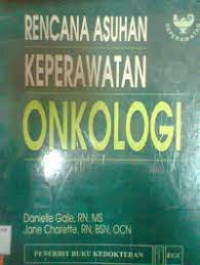 RENCANA ASUHAN
KEPERAWATAN
ONKOLOGI
Danielle Gale, RN, MS
Jane Charette, RN, BSN, OCN
PENERBIT BUKU KEDOKTERAN
EGC